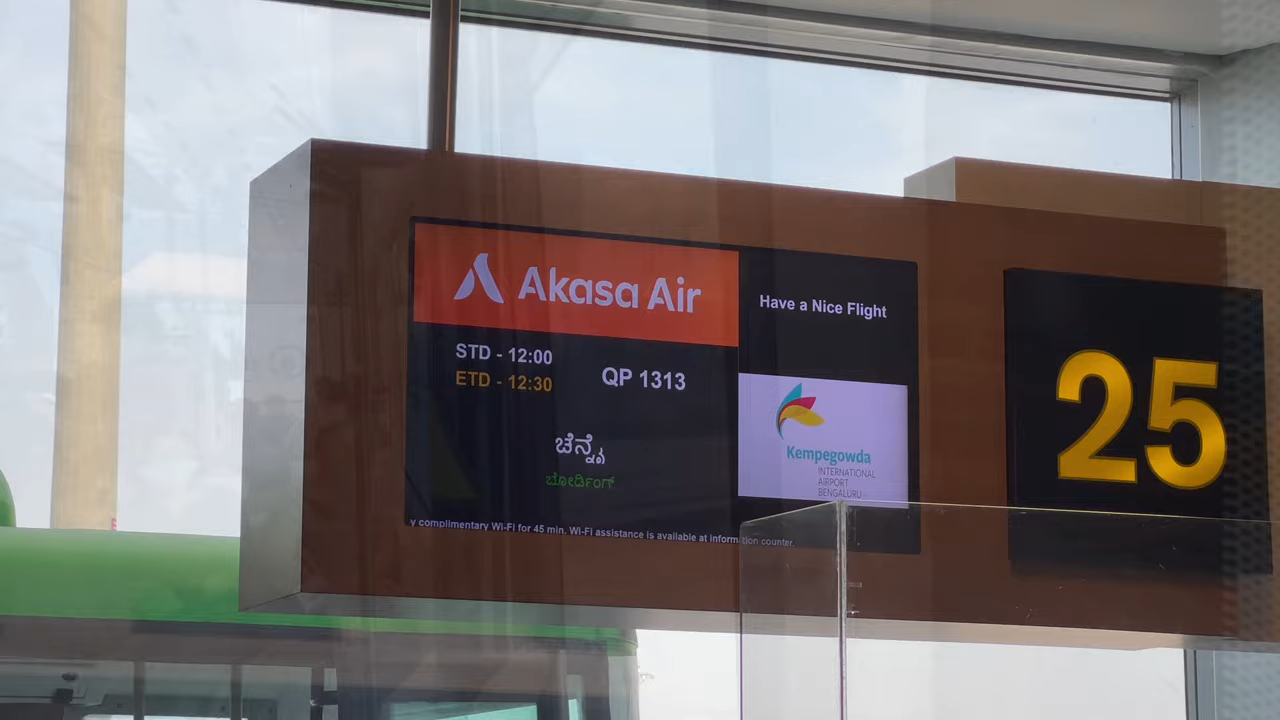 Akasa Air
Have a Nice Flight
STD - 12:00
ETD - 12:30
QP 1313
ಚೆನ್ನೈ
ಬೋರ್ಡಿಂಗ್
Kempegowda
INTERNATIONAL
AIRPORT
BENGALURU
y complimentary Wi-Fi for 45 min. Wi-Fi assistance is available at information counter.
25